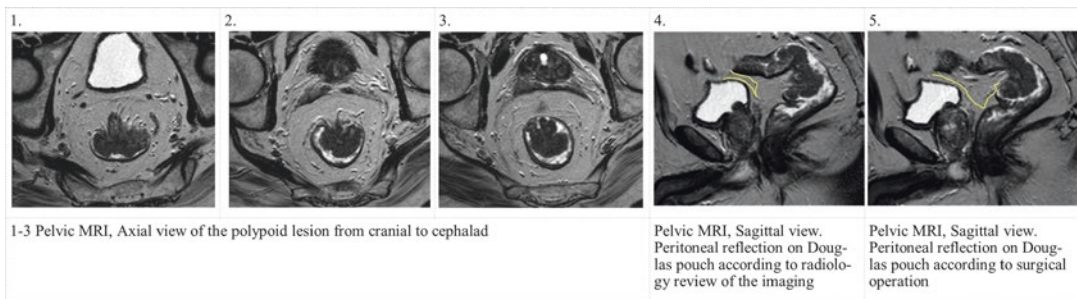 1.
2.
3.
4.
5.
1-3 Pelvic MRI, Axial view of the polypoid lesion from cranial to cephalad
Pelvic MRI, Sagittal view.
Peritoneal reflection on Doug-
las pouch according to radiolo-
gy review of the imaging
Pelvic MRI, Sagittal view.
Peritoneal reflection on Doug-
las pouch according to surgical
operation